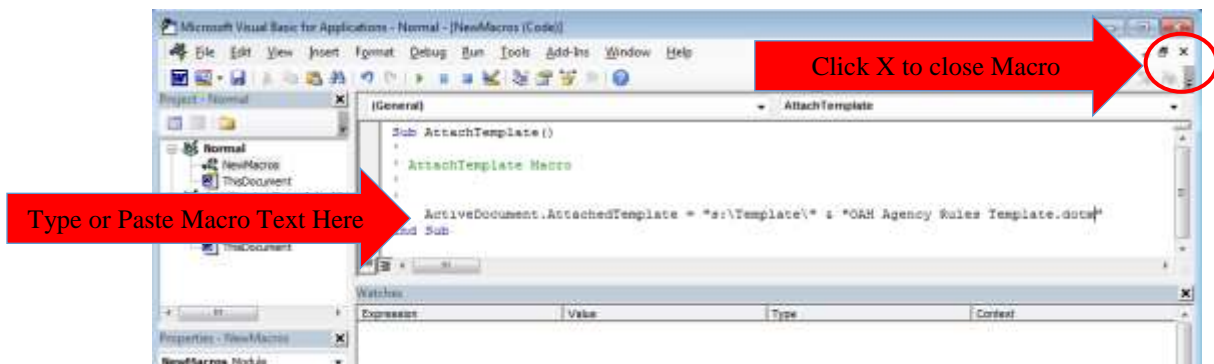 Microsoft Visual Basic for Applications - Normal - [NewMacros (Code)]
File Edit View Insert Format Debug Run Tools Add-Ins Window Help
Click X to close Macro
Project - Normal
(General)
AttachTemplate
Sub AttachTemplate()
'
' AttachTemplate Macro
'
'
ActiveDocument.AttachedTemplate = "s:\Template\" & "OAH Agency Rules Template.dotm"
End Sub
Normal
NewMacros
ThisDocument
Type or Paste Macro Text Here
ThisDocument
Watches
Expression Value Type Context
Properties - NewMacros
NewMacros Module